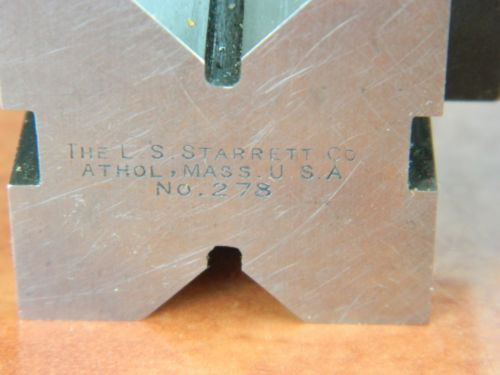 THE L. S. STARRETT CO
ATHOL, MASS. U. S. A.
NO. 278